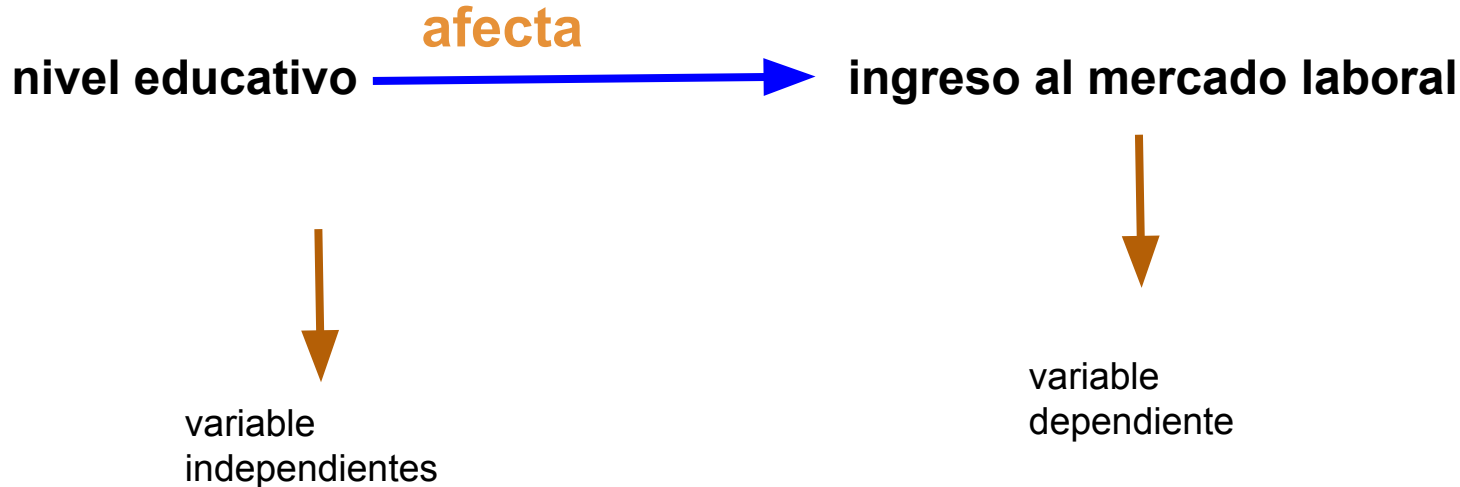 afecta
nivel educativo
ingreso al mercado laboral
variable
dependiente
variable
independientes